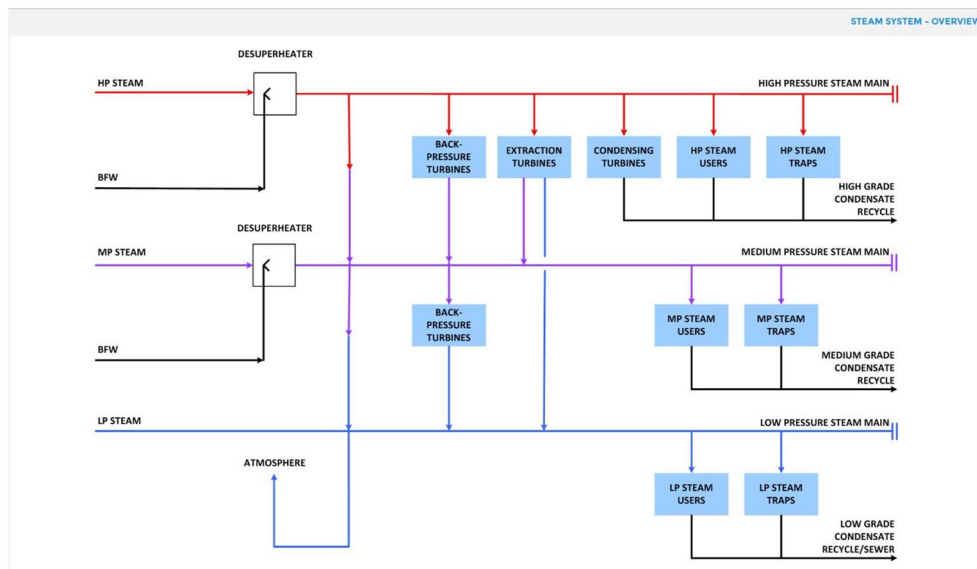 STEAM SYSTEM - OVERVIEW
DESUPERHEATER
HP STEAM
HIGH PRESSURE STEAM MAIN
BACK-
PRESSURE
TURBINES
EXTRACTION
TURBINES
CONDENSING
TURBINES
HP STEAM
USERS
HP STEAM
TRAPS
BFW
HIGH GRADE
CONDENSATE
RECYCLE
DESUPERHEATER
MP STEAM
MEDIUM PRESSURE STEAM MAIN
BACK-
PRESSURE
TURBINES
MP STEAM
USERS
MP STEAM
TRAPS
BFW
MEDIUM GRADE
CONDENSATE
RECYCLE
LP STEAM
LOW PRESSURE STEAM MAIN
ATMOSPHERE
LP STEAM
USERS
LP STEAM
TRAPS
LOW GRADE
CONDENSATE
RECYCLE/SEWER